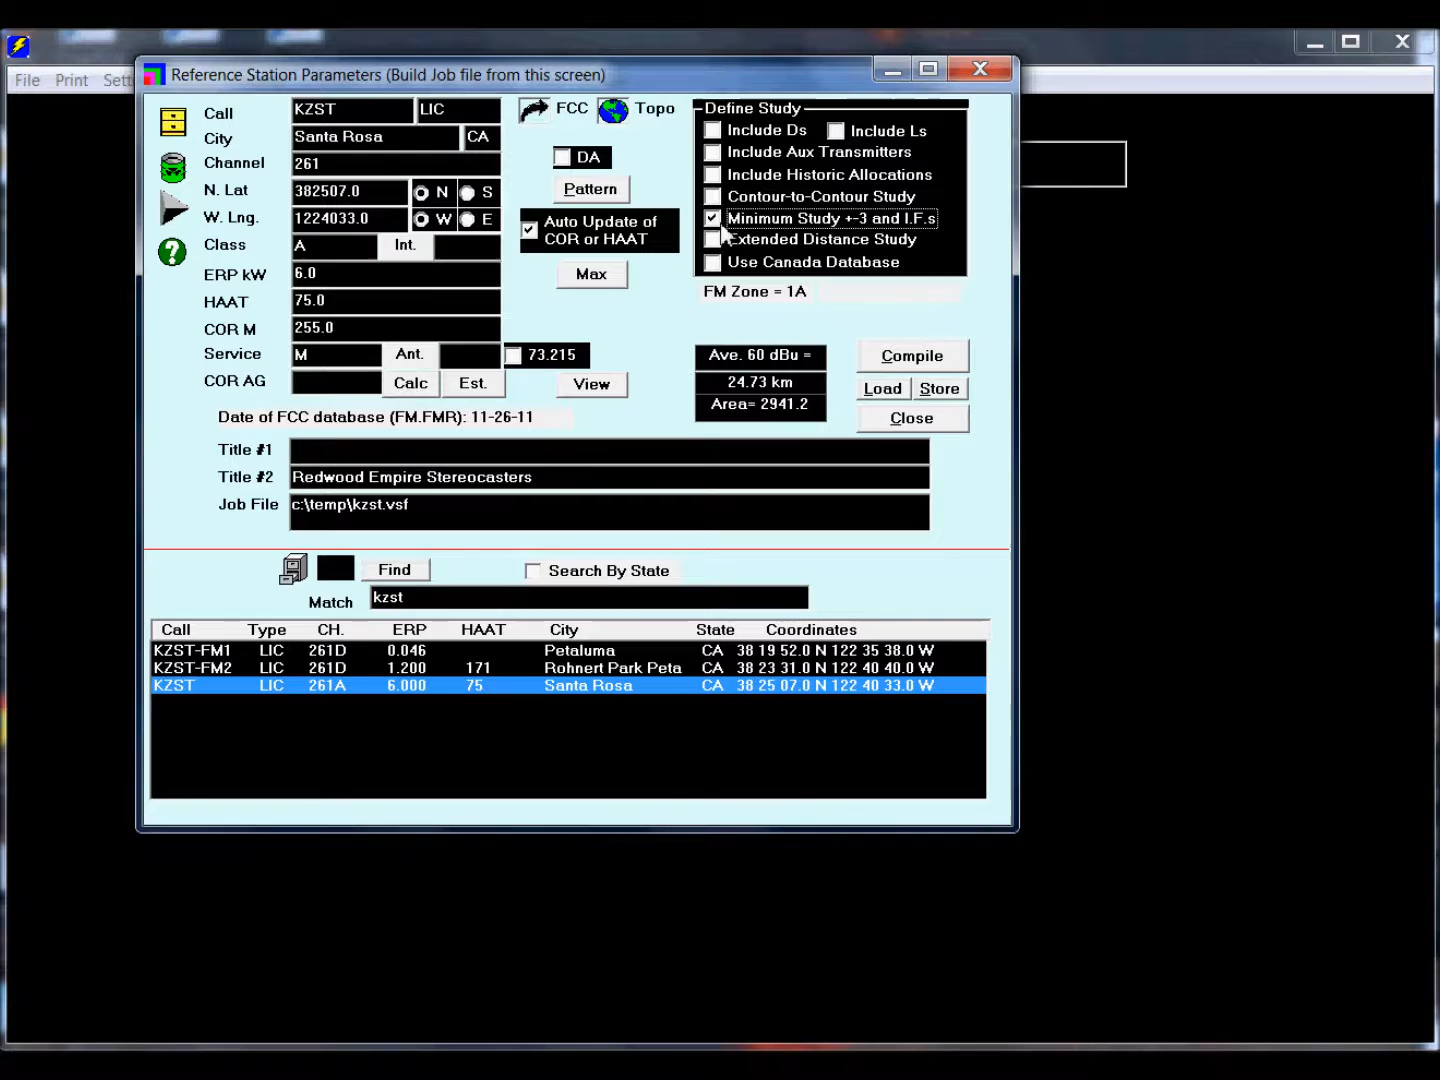 File Print Sett
Reference Station Parameters (Build Job file from this screen)
Call KZST LIC
City Santa Rosa CA
Channel 261
N. Lat 382507.0 N S
W. Lng. 1224033.0 W E
Class A Int.
ERP kW 6.0
HAAT 75.0
COR M 255.0
Service M Ant.
COR AG Calc Est.
FCC Topo
DA
Pattern
Auto Update of
COR or HAAT
Max
73.215
View
Define Study
Include Ds Include Ls
Include Aux Transmitters
Include Historic Allocations
Contour-to-Contour Study
Minimum Study +-3 and I.F.s
Extended Distance Study
Use Canada Database
FM Zone = 1A
Ave. 60 dBu =
24.73 km
Area= 2941.2
Compile
Load Store
Close
Date of FCC database (FM.FMR): 11-26-11
Title #1
Title #2 Redwood Empire Stereocasters
Job File c:\temp\kzst.vsf
Find Search By State
Match kzst
Call Type CH. ERP HAAT City State Coordinates
KZST-FM1 LIC 261D 0.046 Petaluma CA 38 19 52.0 N 122 35 38.0 W
KZST-FM2 LIC 261D 1.200 171 Rohnert Park Peta CA 38 23 31.0 N 122 40 40.0 W
KZST LIC 261A 6.000 75 Santa Rosa CA 38 25 07.0 N 122 40 33.0 W